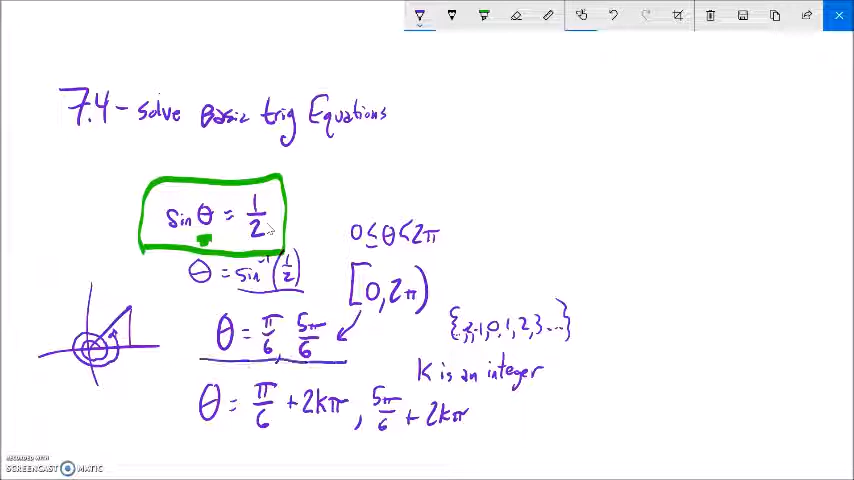 7.4 - Solve Basic trig Equations
sin θ = 1/2
0 ≤ θ < 2π
θ = sin⁻¹(1/2)
[0, 2π)
θ = π/6, 5π/6
{...-2,-1,0,1,2,3...}
K is an integer
θ = π/6 + 2kπ, 5π/6 + 2kπ
RECORDED WITH
SCREENCAST MATIC